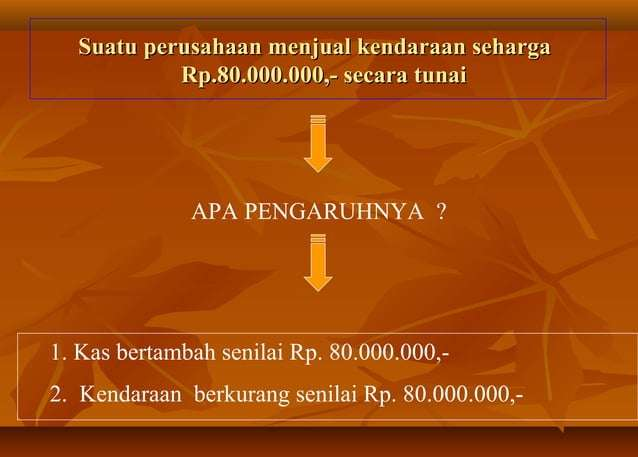 Suatu perusahaan menjual kendaraan seharga
Rp.80.000.000,- secara tunai
APA PENGARUHNYA ?
1. Kas bertambah senilai Rp. 80.000.000,-
2. Kendaraan berkurang senilai Rp. 80.000.000,-